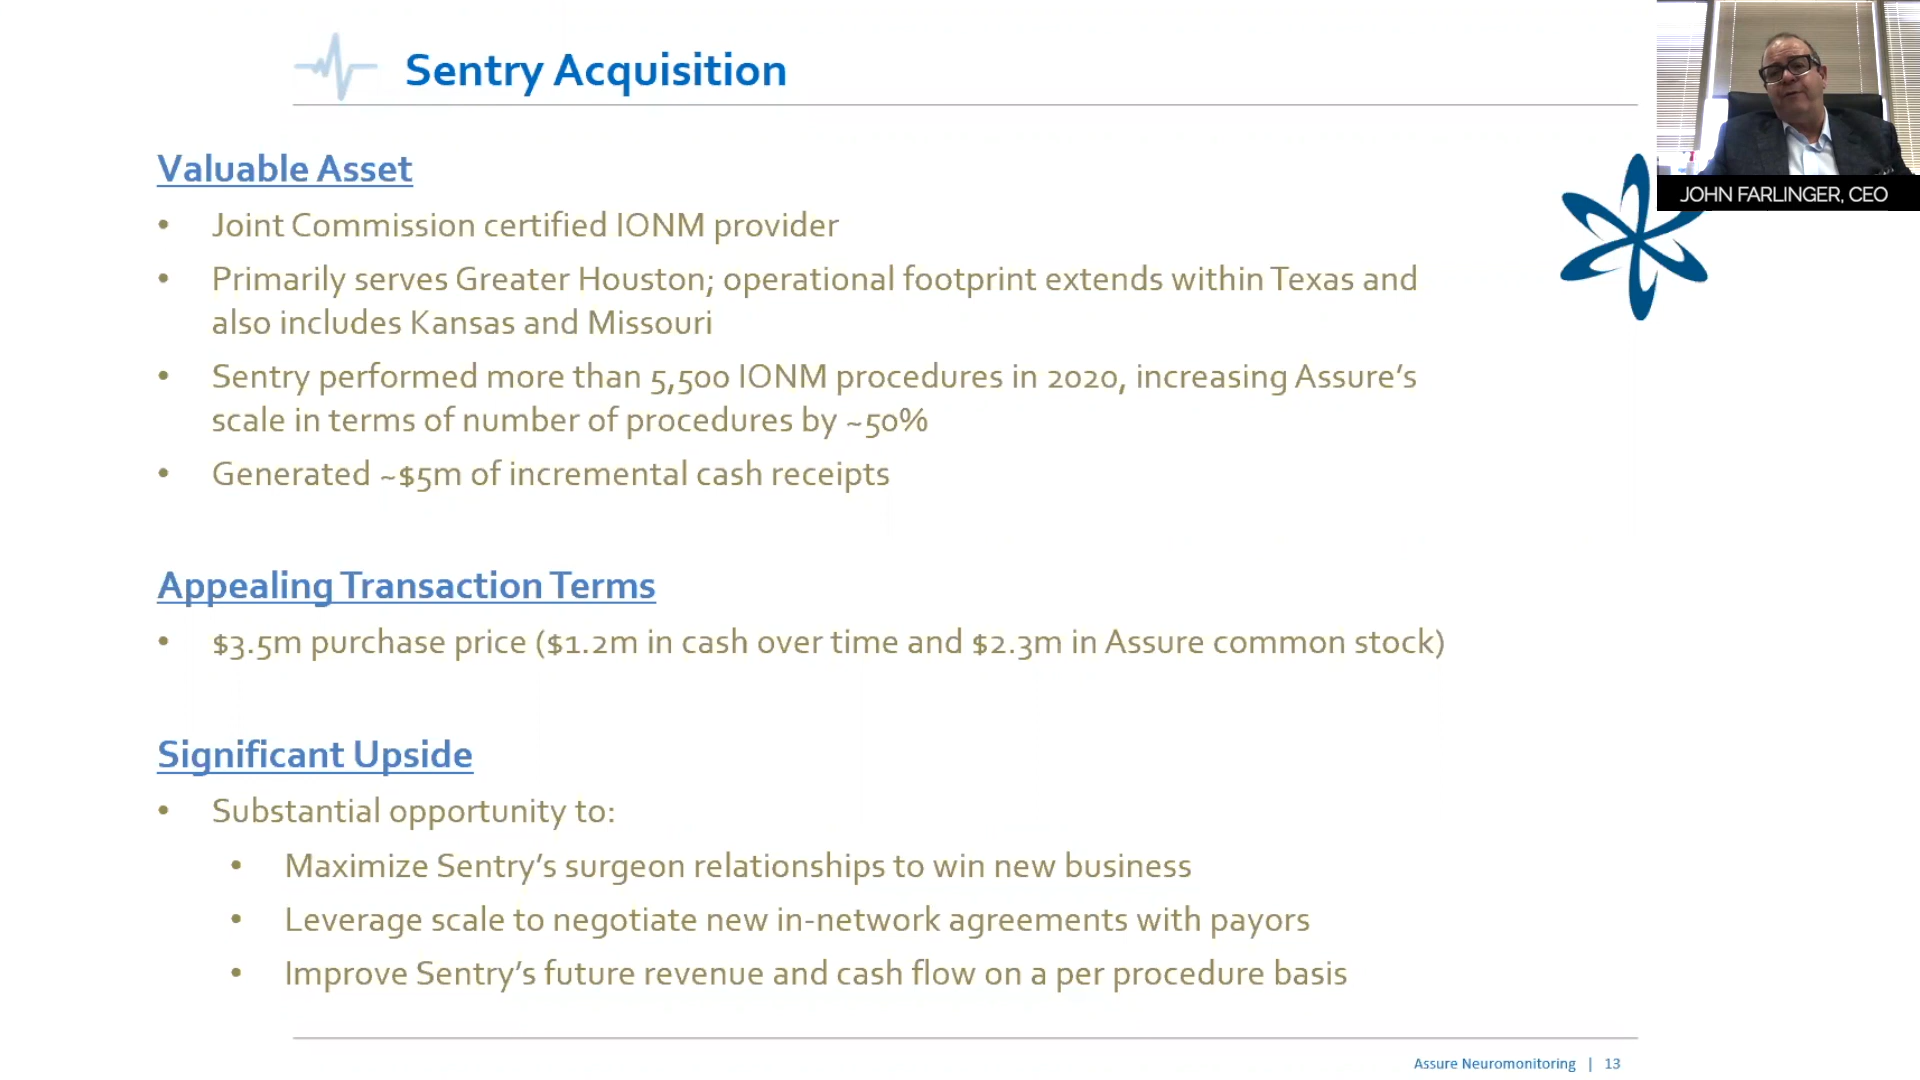 Sentry Acquisition
JOHN FARLINGER, CEO
Valuable Asset
• Joint Commission certified IONM provider
• Primarily serves Greater Houston; operational footprint extends within Texas and
also includes Kansas and Missouri
• Sentry performed more than 5,500 IONM procedures in 2020, increasing Assure’s
scale in terms of number of procedures by ~50%
• Generated ~$5m of incremental cash receipts
Appealing Transaction Terms
• $3.5m purchase price ($1.2m in cash over time and $2.3m in Assure common stock)
Significant Upside
• Substantial opportunity to:
• Maximize Sentry’s surgeon relationships to win new business
• Leverage scale to negotiate new in-network agreements with payors
• Improve Sentry’s future revenue and cash flow on a per procedure basis
Assure Neuromonitoring | 13